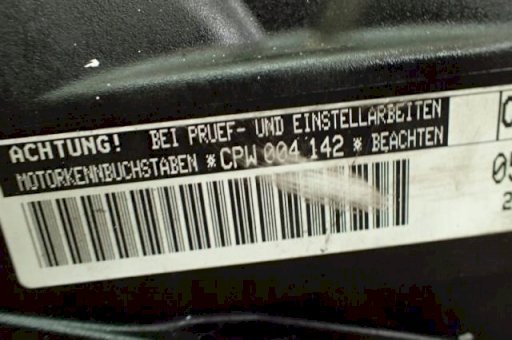 ACHTUNG! BEI PRUEF- UND EINSTELLARBEITEN
MOTORKENNBUCHSTABEN *CPW 004 142 * BEACHTEN